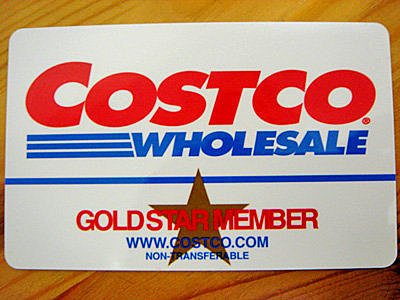 COSTCO®
WHOLESALE
GOLD STAR MEMBER
WWW.COSTCO.COM
NON-TRANSFERABLE